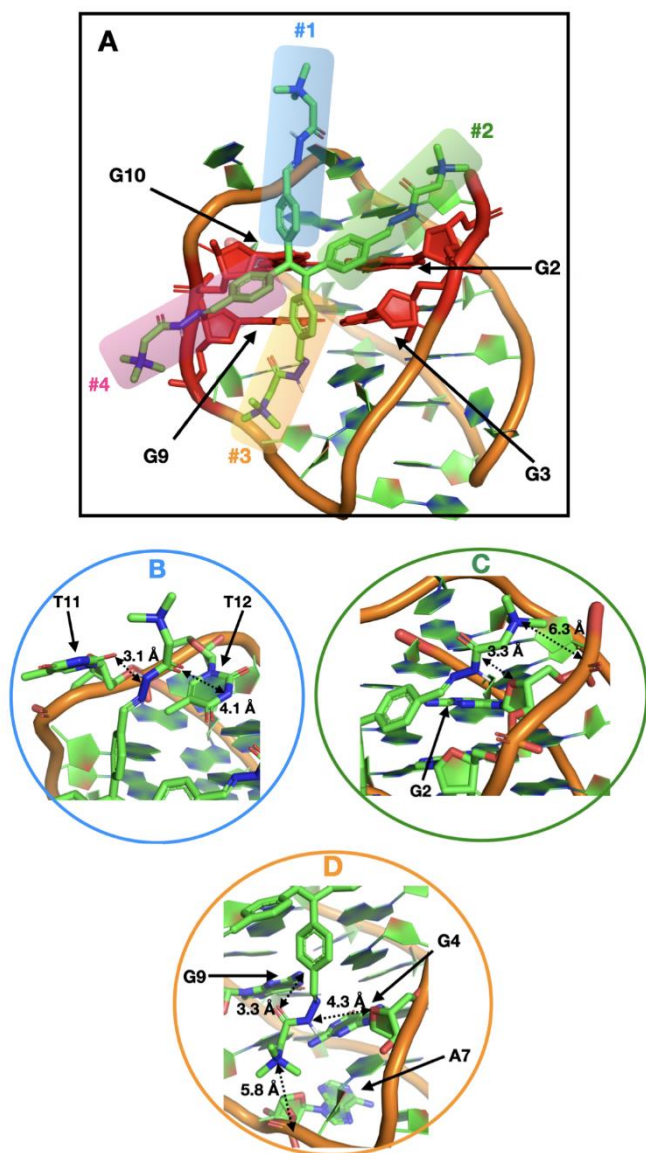 A
#1
#2
G10
G2
#4
G9
#3
G3
B
T11
T12
3.1 Å
4.1 Å
C
6.3 Å
3.3 Å
G2
D
G4
G9
4.3 Å
3.3 Å
A7
5.8 Å